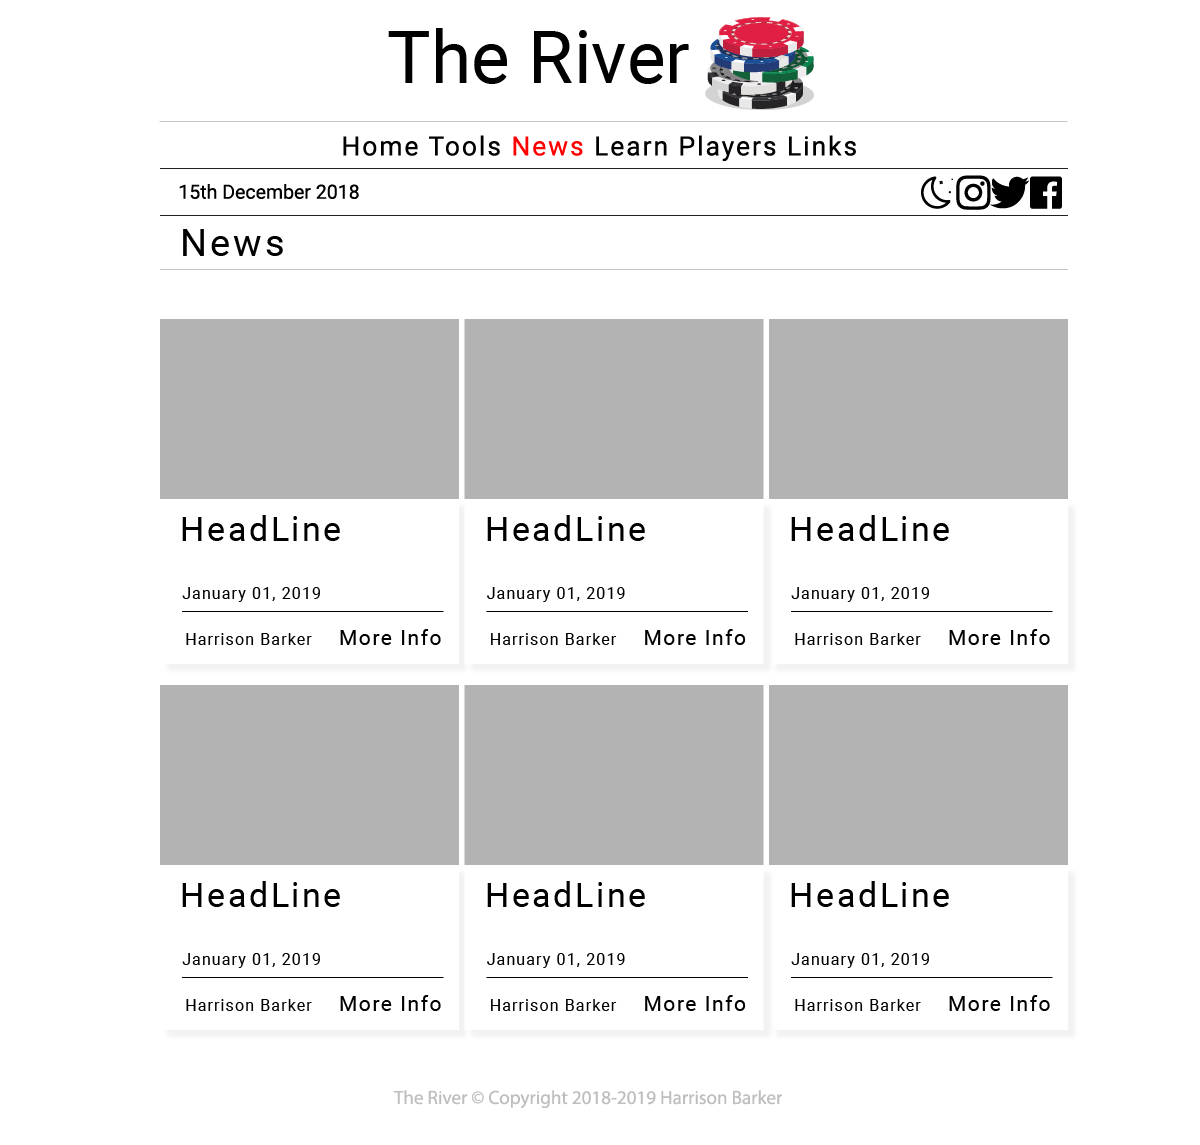 The River
Home Tools News Learn Players Links
15th December 2018
News
HeadLine HeadLine HeadLine
January 01, 2019 January 01, 2019 January 01, 2019
Harrison Barker More Info Harrison Barker More Info Harrison Barker More Info
HeadLine HeadLine HeadLine
January 01, 2019 January 01, 2019 January 01, 2019
Harrison Barker More Info Harrison Barker More Info Harrison Barker More Info
The River © Copyright 2018-2019 Harrison Barker